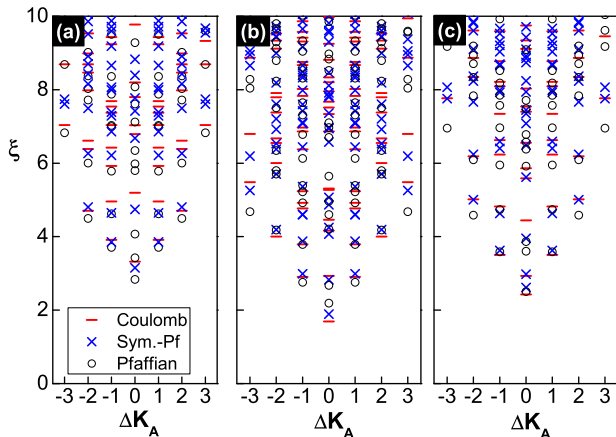 10
8
6
4
2
0
ξ
(a)
(b)
(c)
Coulomb
Sym.-Pf
Pfaffian
-3 -2 -1 0 1 2 3
-3 -2 -1 0 1 2 3
-3 -2 -1 0 1 2 3
ΔK_A
ΔK_A
ΔK_A